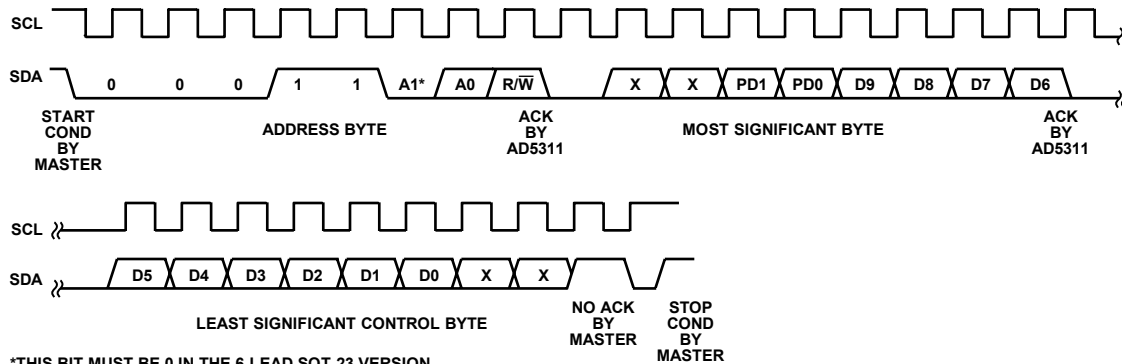 SCL
SDA 0 0 0 1 1 A1* A0 R/W̅ X X PD1 PD0 D9 D8 D7 D6
START COND BY MASTER
ADDRESS BYTE
ACK BY AD5311
MOST SIGNIFICANT BYTE
ACK BY AD5311
SCL
SDA D5 D4 D3 D2 D1 D0 X X
LEAST SIGNIFICANT CONTROL BYTE
NO ACK BY MASTER
STOP COND BY MASTER
*THIS BIT MUST BE 0 IN THE 6-LEAD SOT-23 VERSION